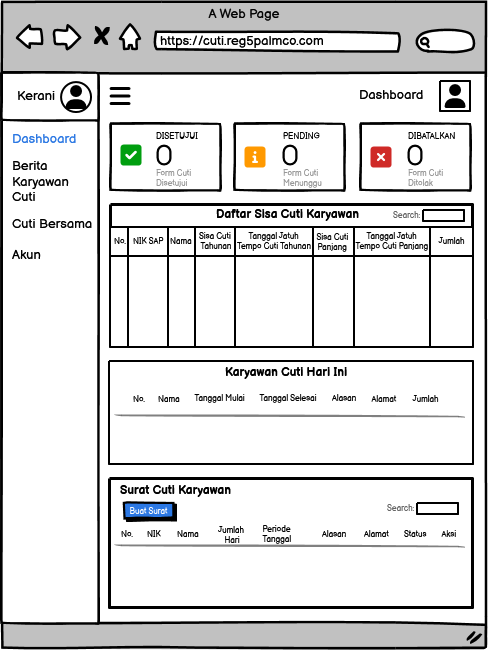 A Web Page
https://cuti.reg5palmco.com
Kerani
Dashboard
Dashboard
Berita
Karyawan
Cuti
Cuti Bersama
Akun
DISETUJUI
0
Form Cuti
Disetujui
PENDING
0
Form Cuti
Menunggu
DIBATALKAN
0
Form Cuti
Ditolak
Daftar Sisa Cuti Karyawan
Search:
No. NIK SAP Nama Sisa Cuti Tahunan Tanggal Jatuh Tempo Cuti Tahunan Sisa Cuti Panjang Tanggal Jatuh Tempo Cuti Panjang Jumlah
Karyawan Cuti Hari Ini
No. Nama Tanggal Mulai Tanggal Selesai Alasan Alamat Jumlah
Surat Cuti Karyawan
Buat Surat
Search:
No. NIK Nama Jumlah Hari Periode Tanggal Alasan Alamat Status Aksi